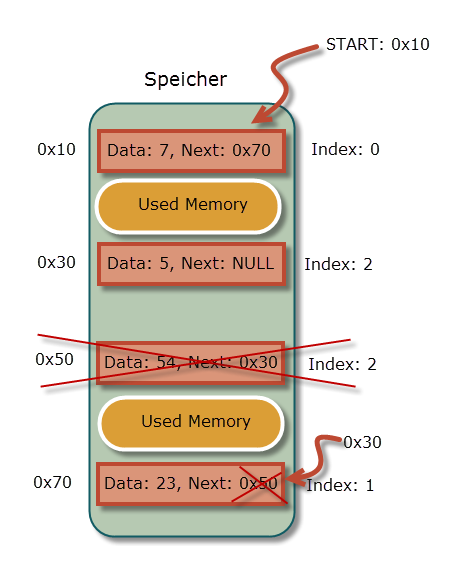 START: 0x10
Speicher
0x10
Data: 7, Next: 0x70
Index: 0
Used Memory
0x30
Data: 5, Next: NULL
Index: 2
0x50
Data: 54, Next: 0x30
Index: 2
Used Memory
0x30
0x70
Data: 23, Next: 0x50
Index: 1